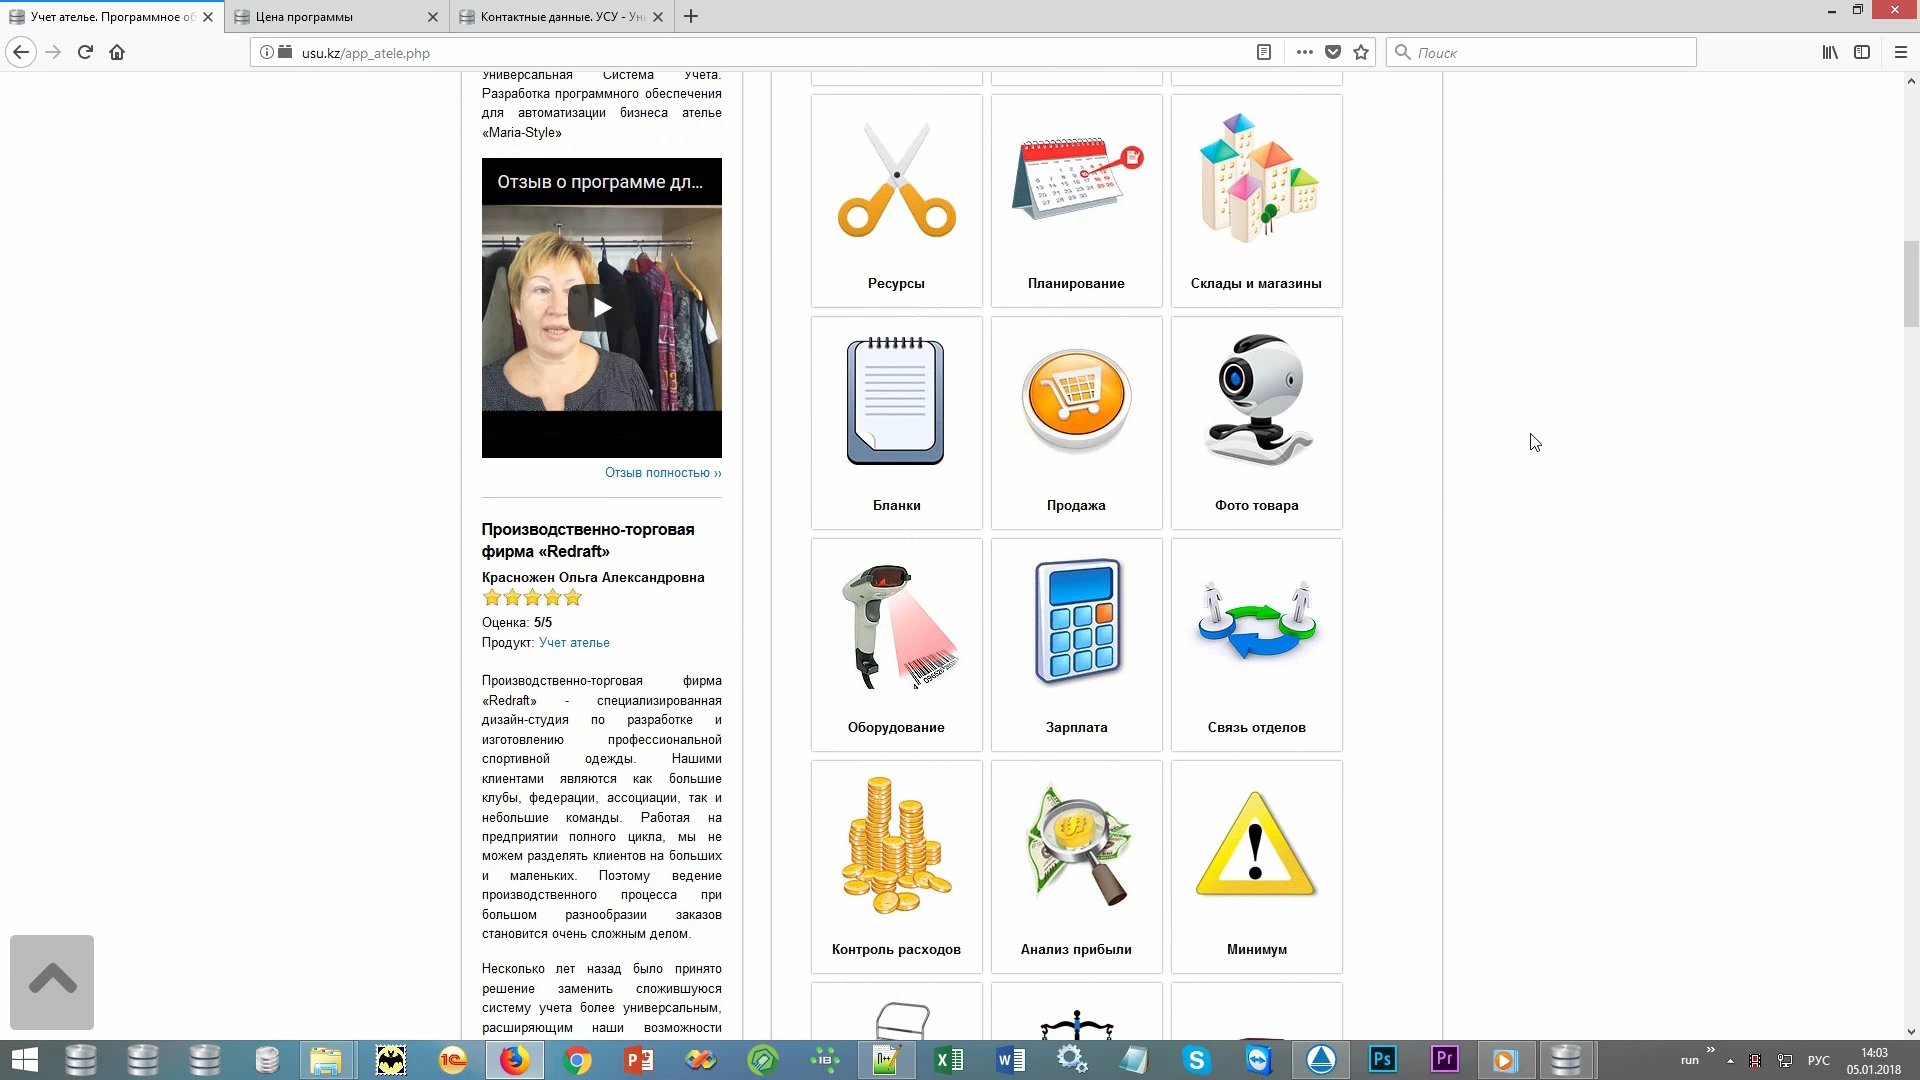 Учет ателье. Программное об
Цена программы
Контактные данные. УСУ - Ун
usu.kz/app_atele.php
Поиск
Универсальная Система Учета.
Разработка программного обеспечения
для автоматизации бизнеса ателье
«Maria-Style»
Отзыв о программе дл...
Отзыв полностью ››
Производственно-торговая
фирма «Redraft»
Красножен Ольга Александровна
Оценка: 5/5
Продукт: Учет ателье
Производственно-торговая фирма
«Redraft» - специализированная
дизайн-студия по разработке и
изготовлению профессиональной
спортивной одежды. Нашими
клиентами являются как большие
клубы, федерации, ассоциации, так и
небольшие команды. Работая на
предприятии полного цикла, мы не
можем разделять клиентов на больших
и маленьких. Поэтому ведение
производственного процесса при
большом разнообразии заказов
становится очень сложным делом.
Несколько лет назад было принято
решение заменить сложившуюся
систему учета более универсальным,
расширяющим наши возможности
Ресурсы
Планирование
Склады и магазины
Бланки
Продажа
Фото товара
Оборудование
Зарплата
Связь отделов
Контроль расходов
Анализ прибыли
Минимум
run
РУС
14:03
05.01.2018